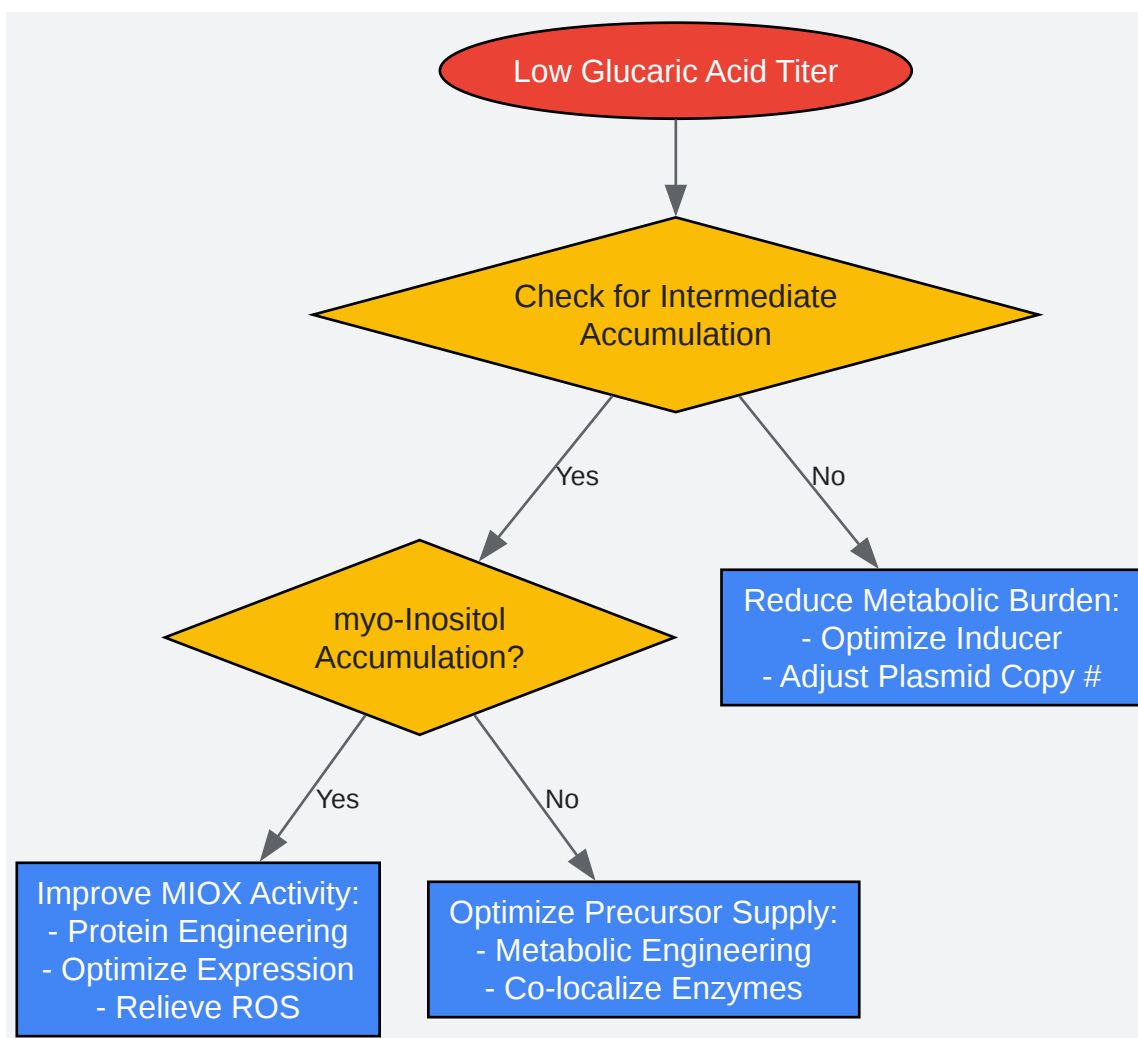 Low Glucaric Acid Titer
Check for Intermediate
Accumulation
Yes
No
myo-Inositol
Accumulation?
Reduce Metabolic Burden:
- Optimize Inducer
- Adjust Plasmid Copy #
Yes
No
Improve MIOX Activity:
- Protein Engineering
- Optimize Expression
- Relieve ROS
Optimize Precursor Supply:
- Metabolic Engineering
- Co-localize Enzymes